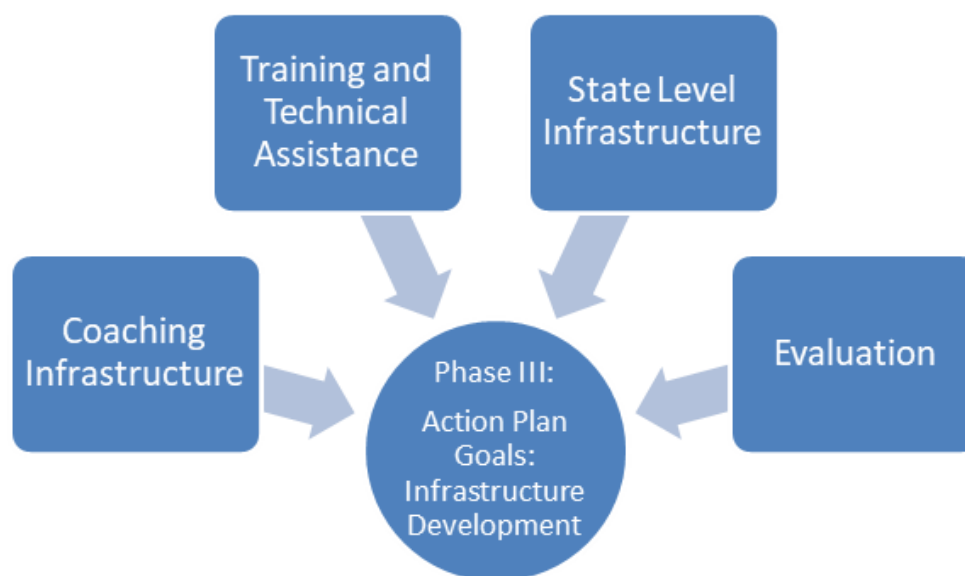 Training and
Technical
Assistance
State Level
Infrastructure
Coaching
Infrastructure
Evaluation
Phase III:
Action Plan
Goals:
Infrastructure
Development